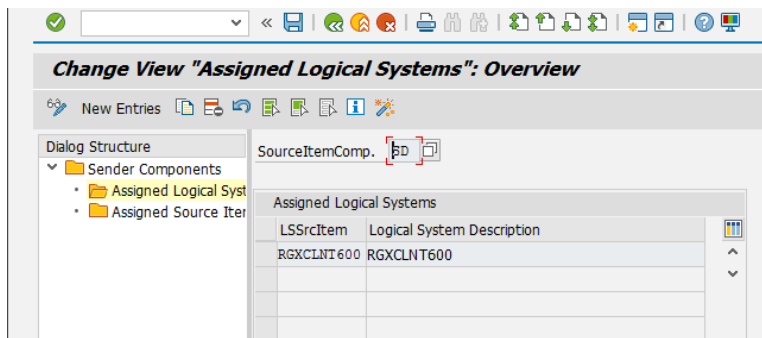 Change View "Assigned Logical Systems": Overview
New Entries
Dialog Structure
Sender Components
Assigned Logical Syst
Assigned Source Iter
SourceItemComp. SD
Assigned Logical Systems
LSSrcItem Logical System Description
RGXCLNT600 RGXCLNT600